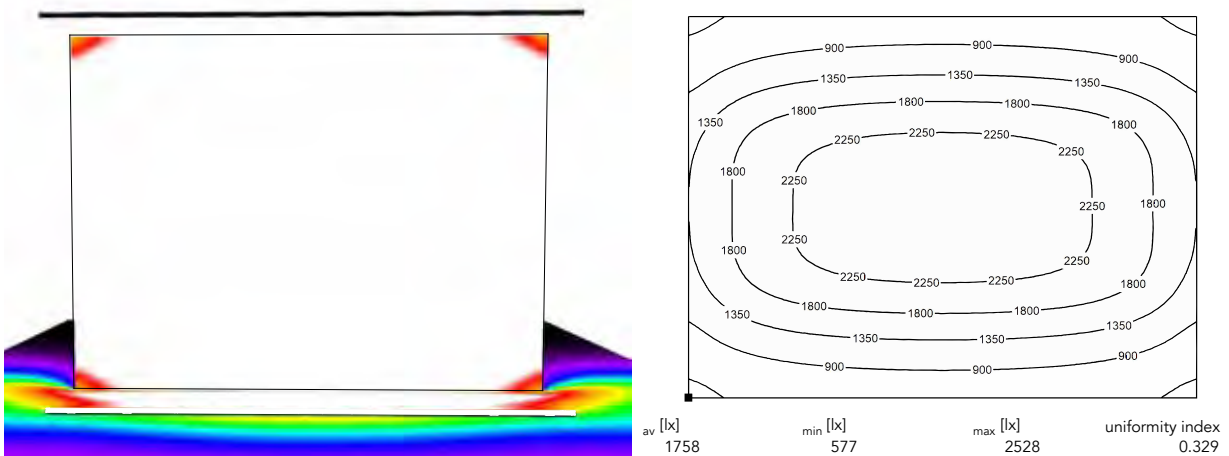 900 900 900
1350 1350 1350
1350 1800 1800 1800 1800
2250 2250 2250 2250
1800 2250 2250 1800
2250
1800 2250 2250
2250 2250 2250 1800
1800 1800 1800
1350 1350 1350 1350
900 900 900
av [lx] min [lx] max [lx] uniformity index
1758 577 2528 0.329